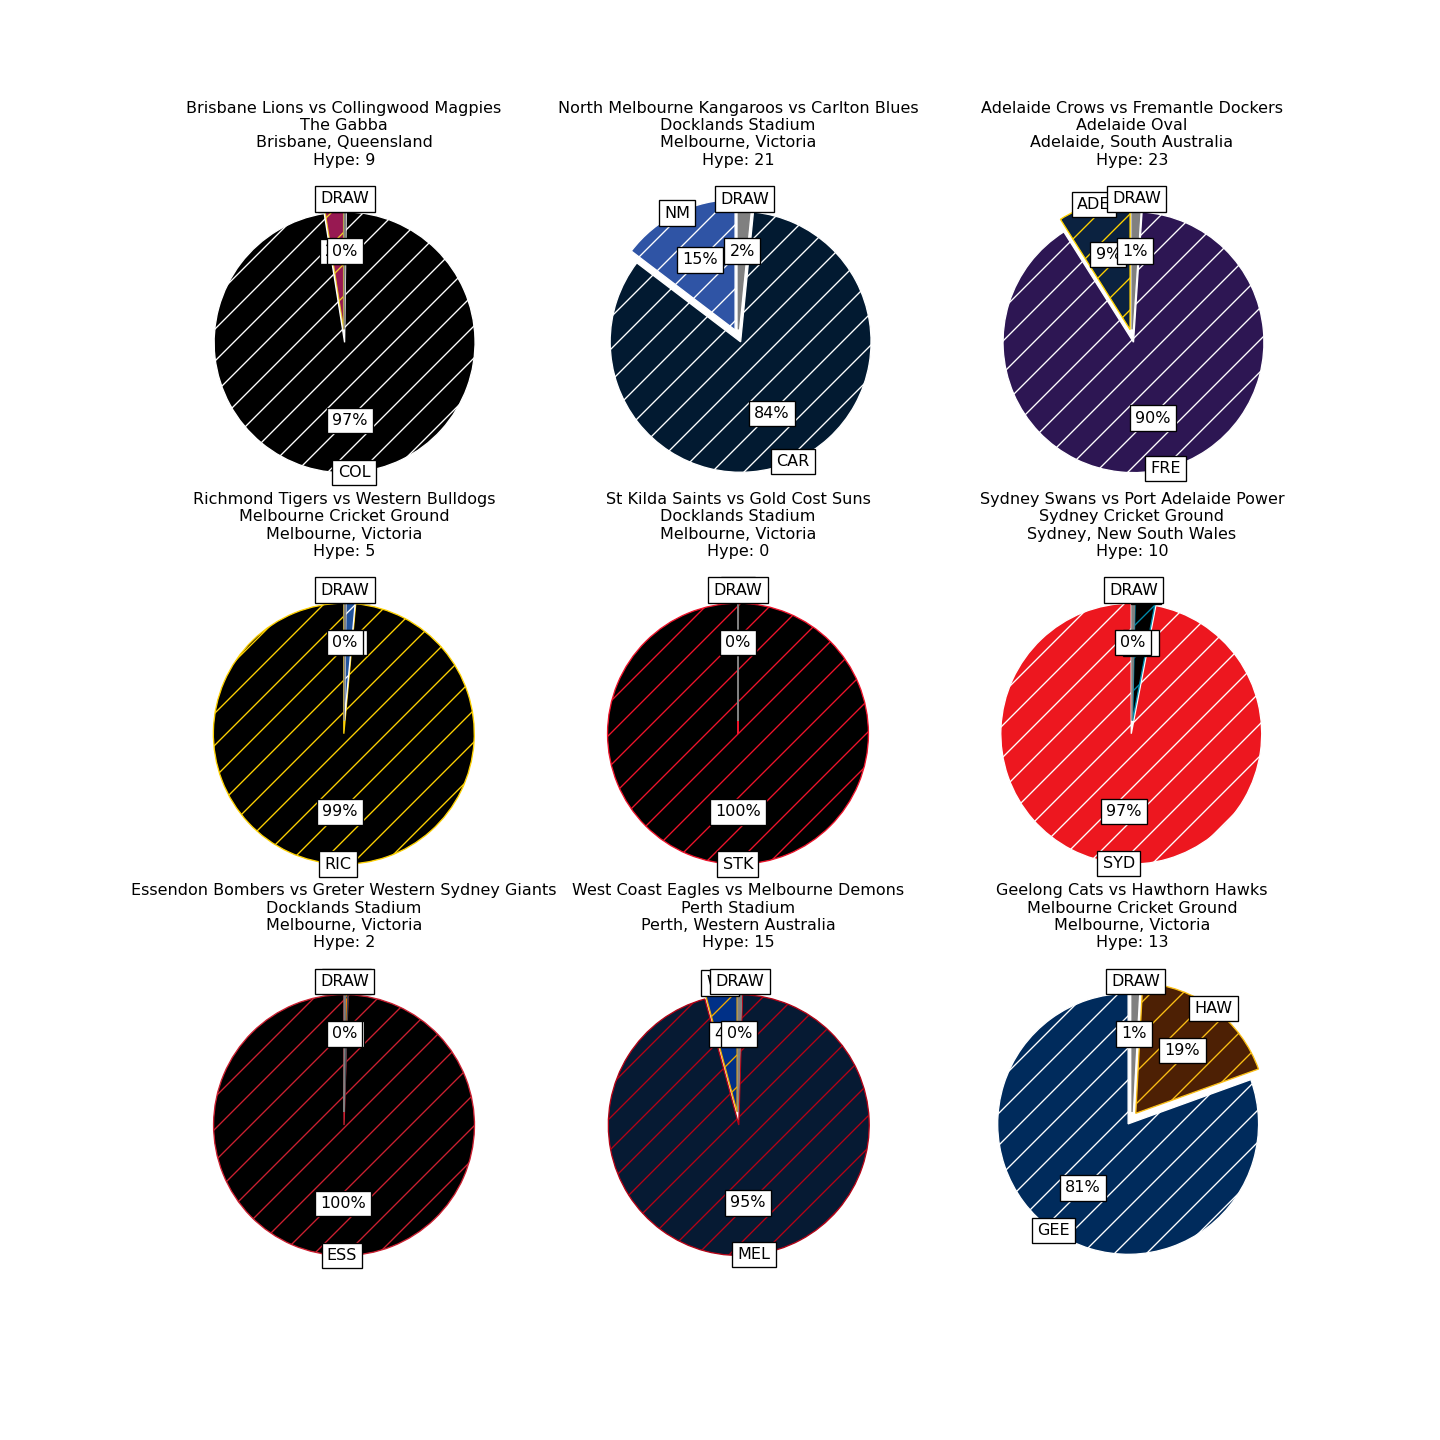 Brisbane Lions vs Collingwood Magpies
The Gabba
Brisbane, Queensland
Hype: 9
DRAW
0%
97%
COL
North Melbourne Kangaroos vs Carlton Blues
Docklands Stadium
Melbourne, Victoria
Hype: 21
NM
DRAW
15%
2%
84%
CAR
Adelaide Crows vs Fremantle Dockers
Adelaide Oval
Adelaide, South Australia
Hype: 23
ADE
DRAW
9%
1%
90%
FRE
Richmond Tigers vs Western Bulldogs
Melbourne Cricket Ground
Melbourne, Victoria
Hype: 5
DRAW
0%
99%
RIC
St Kilda Saints vs Gold Cost Suns
Docklands Stadium
Melbourne, Victoria
Hype: 0
DRAW
0%
100%
STK
Sydney Swans vs Port Adelaide Power
Sydney Cricket Ground
Sydney, New South Wales
Hype: 10
DRAW
0%
97%
SYD
Essendon Bombers vs Greter Western Sydney Giants
Docklands Stadium
Melbourne, Victoria
Hype: 2
DRAW
0%
100%
ESS
West Coast Eagles vs Melbourne Demons
Perth Stadium
Perth, Western Australia
Hype: 15
DRAW
4
0%
95%
MEL
Geelong Cats vs Hawthorn Hawks
Melbourne Cricket Ground
Melbourne, Victoria
Hype: 13
DRAW
HAW
1%
19%
81%
GEE